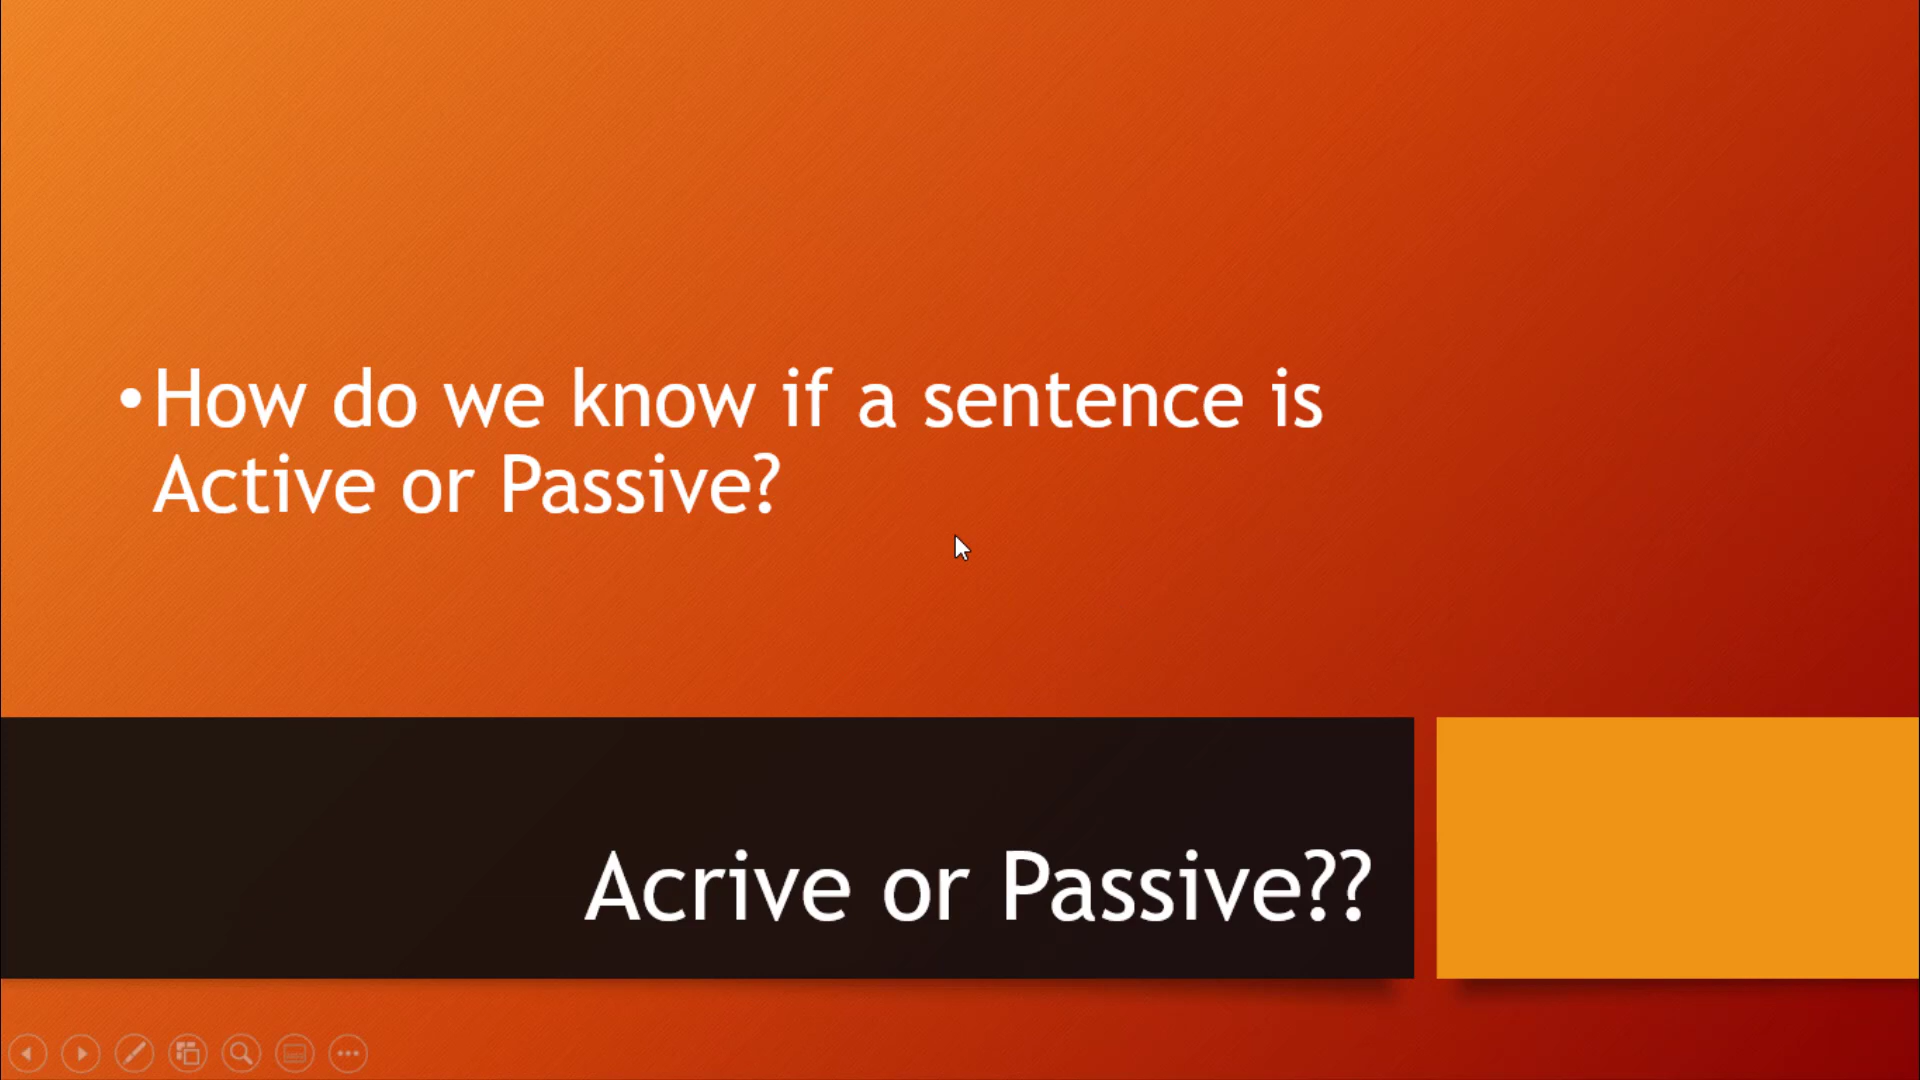 •How do we know if a sentence is
Active or Passive?
Acrive or Passive??